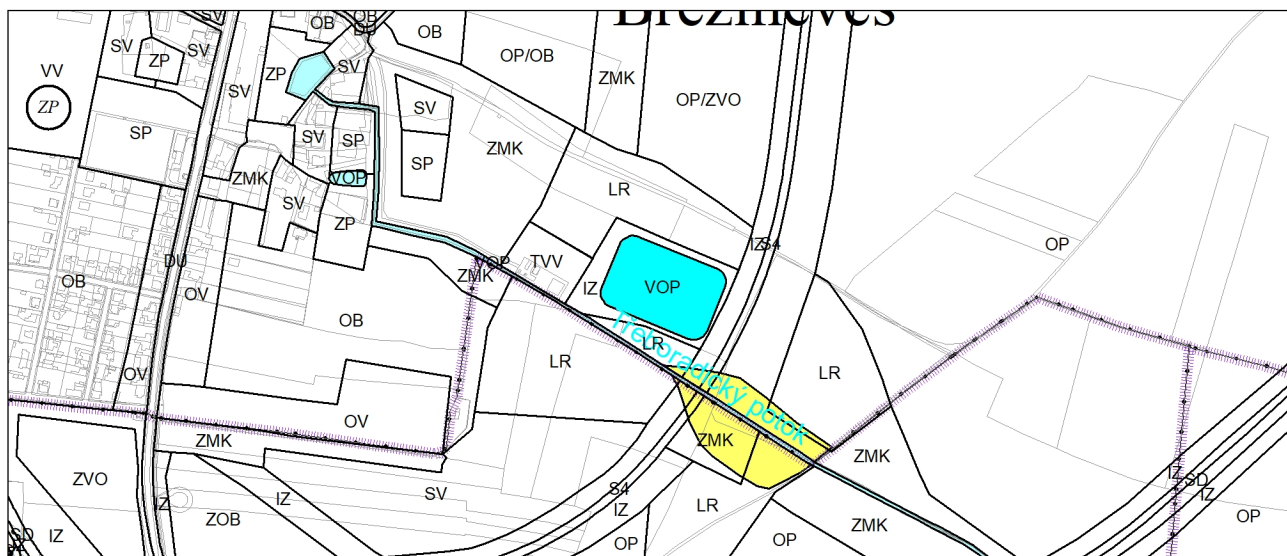 Březiněves
SV
OB
DU
OB
SV
OB
SV
ZP
VV
ZP
SV
ZP
SV
OP/OB
ZMK
OP/ZVO
SV
SP
SV
SP
ZMK
SP
ZMK
VOP
LR
SV
ZP
IZ
S4
OP
DU
VOP
TVV
ZMK
OB
OV
IZ
VOP
OB
Třeboradický potok
LR
LR
LR
OV
OV
ZMK
ZMK
ZMK
ZVO
SV
S4
IZ
SD
IZ
IZ
IZ
ZOB
IZ
LR
OP
OP
ZMK
SD
IZ
OP